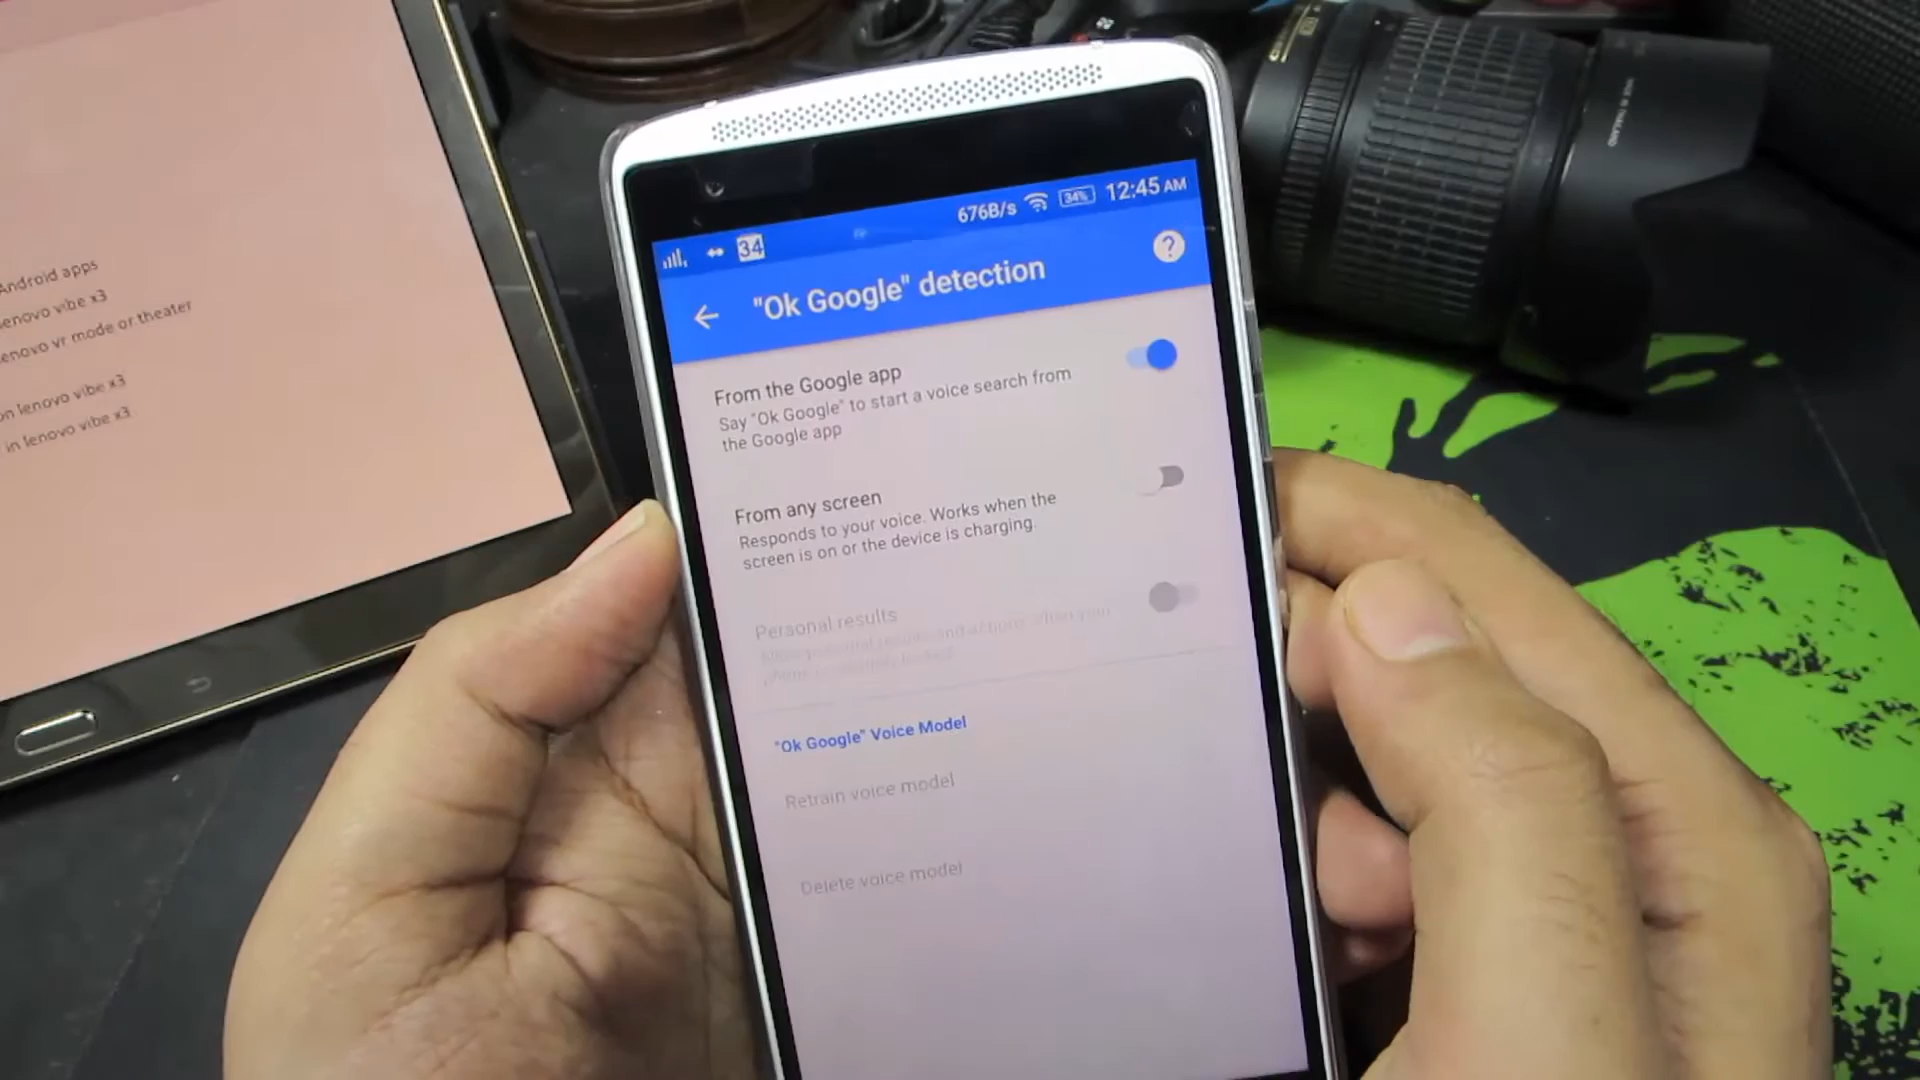 Android apps
lenovo vibe x3
lenovo vr mode or theater
on lenovo vibe x3
in lenovo vibe x3
MADE IN THAILAND
34
676B/s
34%
12:45 AM
"Ok Google" detection
?
From the Google app
Say "Ok Google" to start a voice search from
the Google app
From any screen
Responds to your voice. Works when the
screen is on or the device is charging.
Personal results
"Ok Google" Voice Model
Retrain voice model
Delete voice model